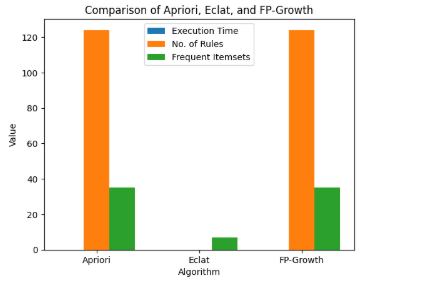 Comparison of Apriori, Eclat, and FP-Growth
Execution Time
No. of Rules
Frequent Itemsets
120
100
80
60
40
20
0
Value
Apriori
Eclat
FP-Growth
Algorithm